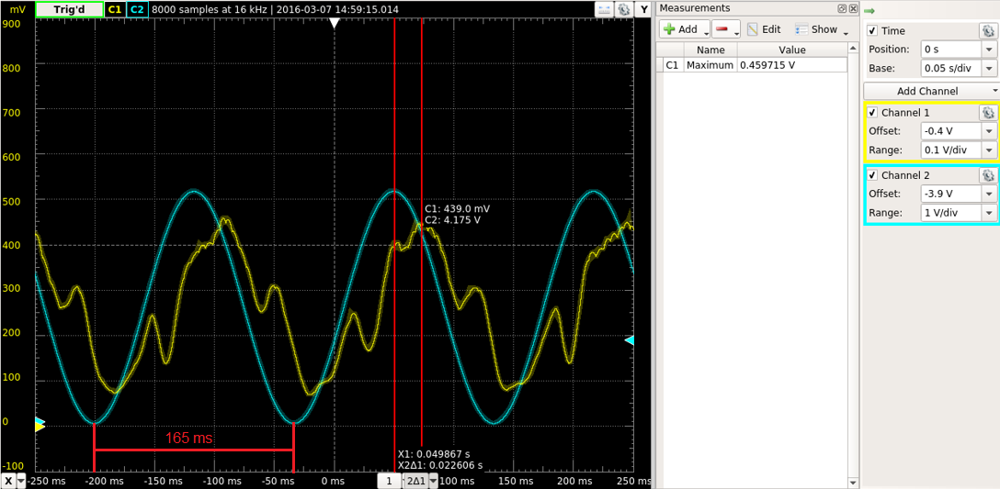 mV Trig'd C1 C2 8000 samples at 16 kHz | 2016-03-07 14:59:15.014 Y
900
800
700
600
500
400
300
200
100
0
-100
C1: 439.0 mV
C2: 4.175 V
165 ms
X1: 0.049867 s
X2Δ1: 0.022606 s
X -250 ms -200 ms -150 ms -100 ms -50 ms 0 ms 1 2Δ1 100 ms 150 ms 200 ms 250 ms
Measurements
Add Edit Show
Name Value
C1 Maximum 0.459715 V
Time
Position: 0 s
Base: 0.05 s/div
Add Channel
Channel 1
Offset: -0.4 V
Range: 0.1 V/div
Channel 2
Offset: -3.9 V
Range: 1 V/div